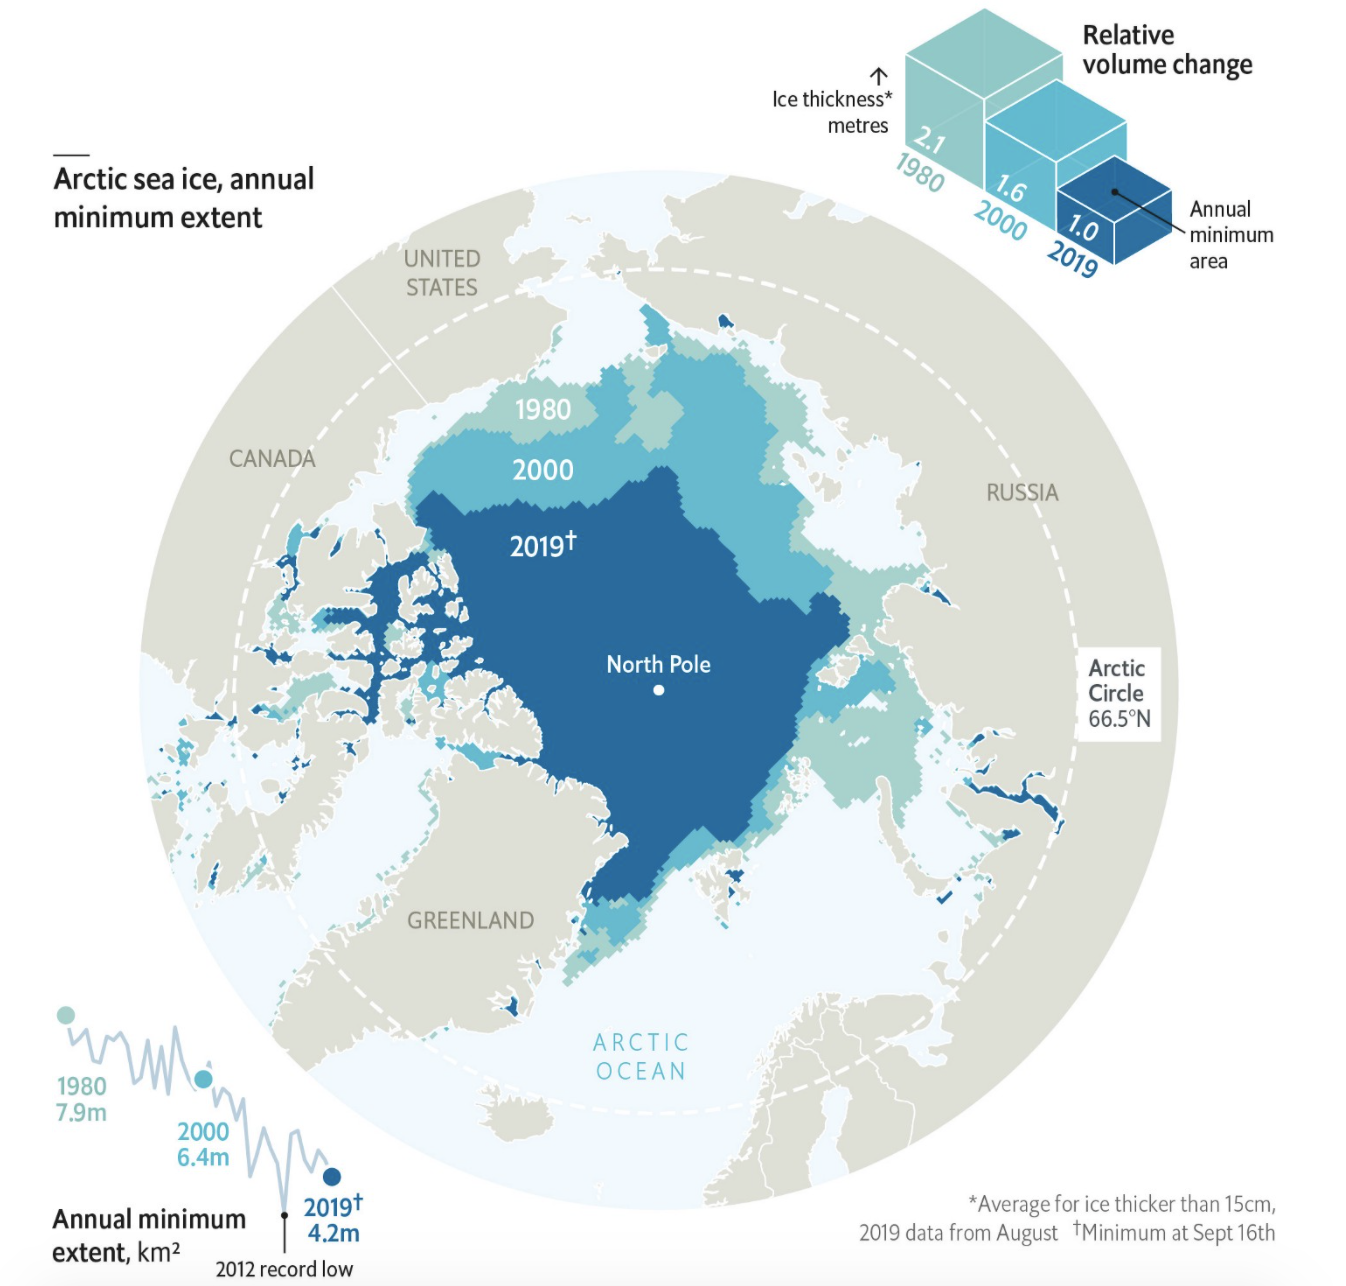 Relative
volume change
↑
Ice thickness*
metres
2.1
1980
1.6
2000
1.0
2019
Annual
minimum
area
Arctic sea ice, annual
minimum extent
UNITED
STATES
CANADA
RUSSIA
1980
2000
2019†
North Pole
Arctic
Circle
66.5°N
GREENLAND
ARCTIC
OCEAN
1980
7.9m
2000
6.4m
2019†
4.2m
Annual minimum
extent, km²
2012 record low
*Average for ice thicker than 15cm,
2019 data from August †Minimum at Sept 16th